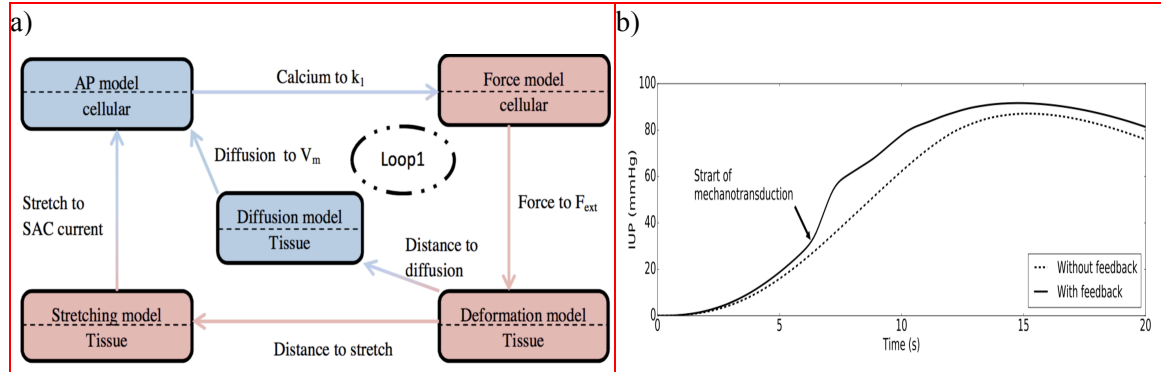 a)
AP model
cellular
Calcium to k₁
Force model
cellular
Diffusion to Vₘ
Loop1
Stretch to
SAC current
Diffusion model
Tissue
Force to Fₑₓₜ
Distance to
diffusion
Stretching model
Tissue
Distance to stretch
Deformation model
Tissue
b)
IUP (mmHg)
100
80
60
40
20
0
Strart of
mechanotransduction
Without feedback
With feedback
0
5
10
15
20
Time (s)